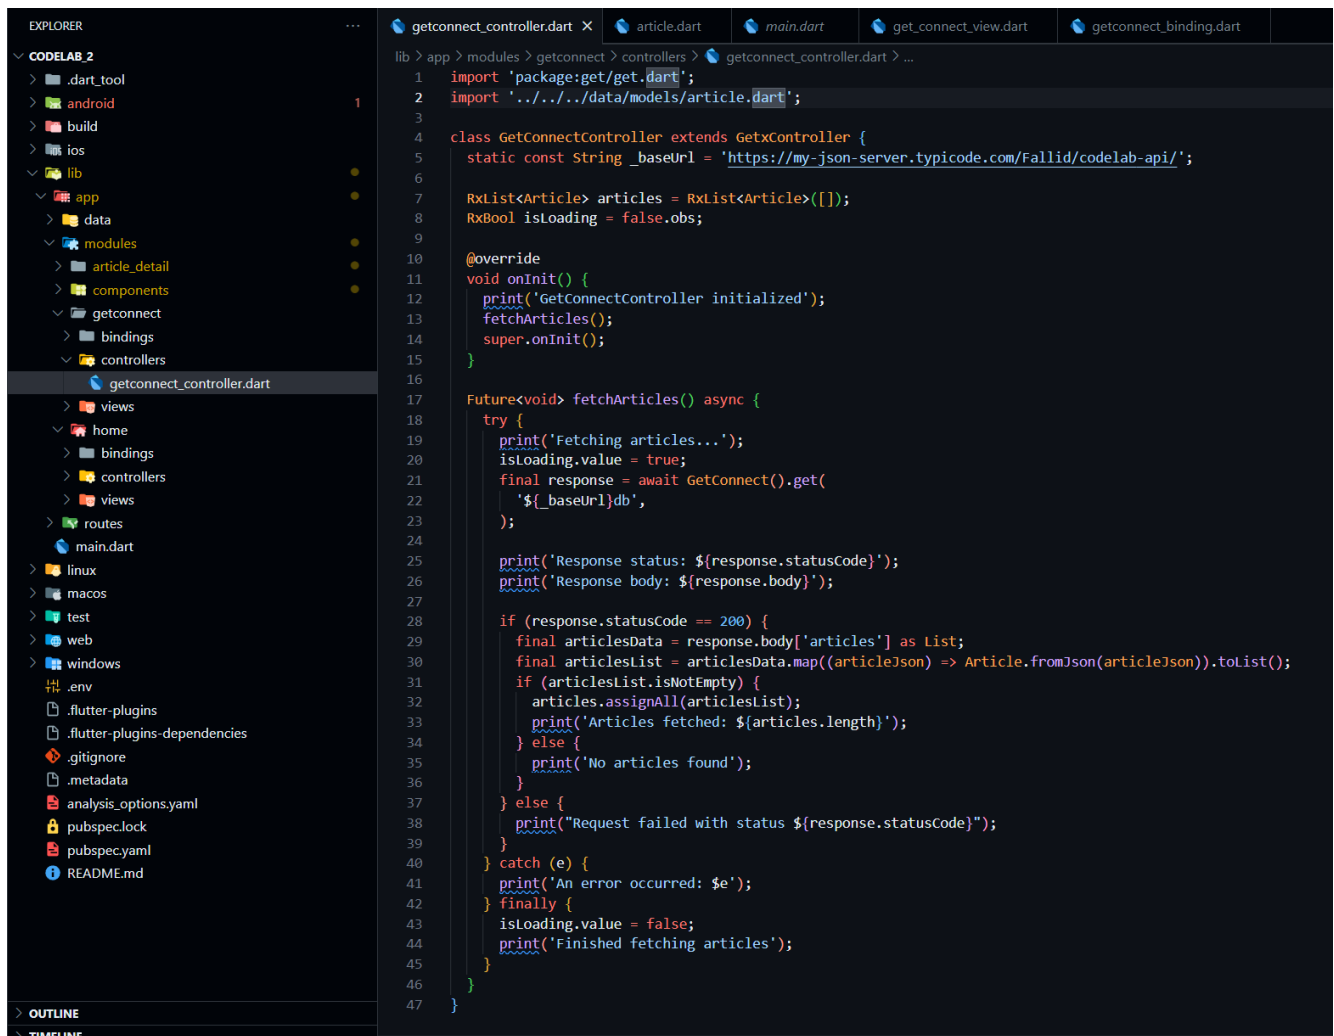 EXPLORER ...
CODELAB_2
.dart_tool
android 1
build
ios
lib
app
data
modules
article_detail
components
getconnect
bindings
controllers
getconnect_controller.dart
views
home
bindings
controllers
views
routes
main.dart
linux
macos
test
web
windows
.env
.flutter-plugins
.flutter-plugins-dependencies
.gitignore
.metadata
analysis_options.yaml
pubspec.lock
pubspec.yaml
README.md
OUTLINE
TIMELINE
getconnect_controller.dart article.dart main.dart get_connect_view.dart getconnect_binding.dart
lib > app > modules > getconnect > controllers > getconnect_controller.dart > ...
1 import 'package:get/get.dart';
2 import '../../../data/models/article.dart';
3
4 class GetConnectController extends GetxController {
5 static const String _baseUrl = 'https://my-json-server.typicode.com/Fallid/codelab-api/';
6
7 RxList<Article> articles = RxList<Article>([]);
8 RxBool isLoading = false.obs;
9
10 @override
11 void onInit() {
12 print('GetConnectController initialized');
13 fetchArticles();
14 super.onInit();
15 }
16
17 Future<void> fetchArticles() async {
18 try {
19 print('Fetching articles...');
20 isLoading.value = true;
21 final response = await GetConnect().get(
22 '${_baseUrl}db',
23 );
24
25 print('Response status: ${response.statusCode}');
26 print('Response body: ${response.body}');
27
28 if (response.statusCode == 200) {
29 final articlesData = response.body['articles'] as List;
30 final articlesList = articlesData.map((articleJson) => Article.fromJson(articleJson)).toList();
31 if (articlesList.isNotEmpty) {
32 articles.assignAll(articlesList);
33 print('Articles fetched: ${articles.length}');
34 } else {
35 print('No articles found');
36 }
37 } else {
38 print("Request failed with status ${response.statusCode}");
39 }
40 } catch (e) {
41 print('An error occurred: $e');
42 } finally {
43 isLoading.value = false;
44 print('Finished fetching articles');
45 }
46 }
47 }